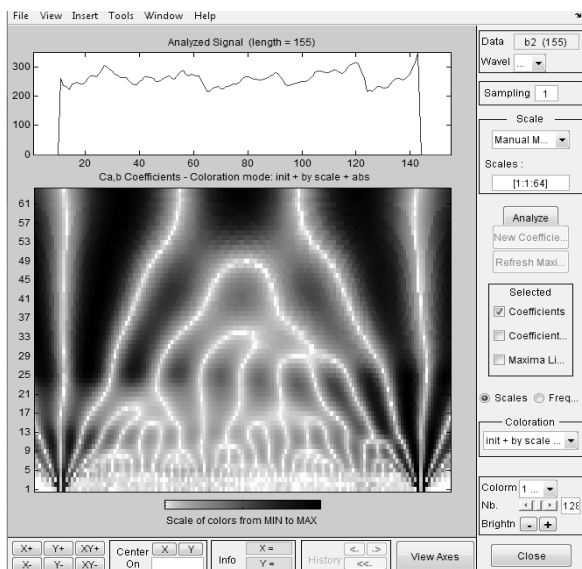 File View Insert Tools Window Help
Analyzed Signal (length = 155)
300
250
200
20 40 60 80 100 120 140
Ca,b Coefficients - Coloration mode: init + by scale + abs
61
57
53
49
45
41
37
33
29
25
21
17
13
9
5
1
Scale of colors from MIN to MAX
X+ Y+ XY+
X- Y- XY-
Center
On
X Y
Info
X =
Y =
History
<- ->
<<-
View Axes
Data b2 (155)
Wavel ...
Sampling 1
Scale
Manual M...
Scales :
[1:1:64]
Analyze
New Coefficie...
Refresh Maxi...
Selected
Coefficients
Coefficient...
Maxima Li...
Scales Freq...
Coloration
init + by scale ...
Colorm 1 ...
Nb. 128
Brightn - +
Close